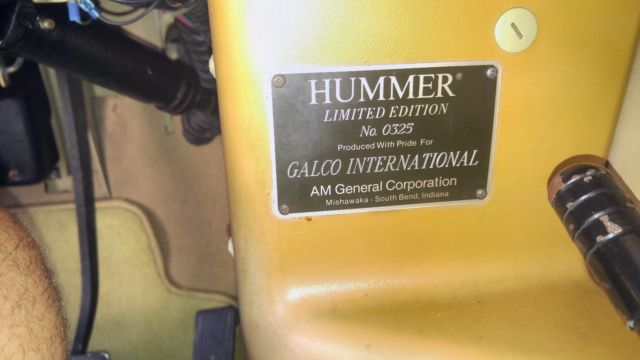 HUMMER®
LIMITED EDITION
No. 0325
Produced With Pride For
GALCO INTERNATIONAL
AM General Corporation
Mishawaka - South Bend, Indiana